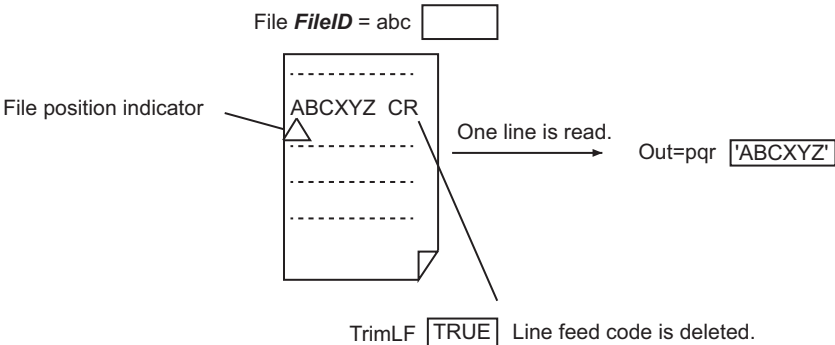 File FileID = abc
File position indicator
ABCXYZ CR
One line is read.
Out=pqr 'ABCXYZ'
TrimLF TRUE Line feed code is deleted.